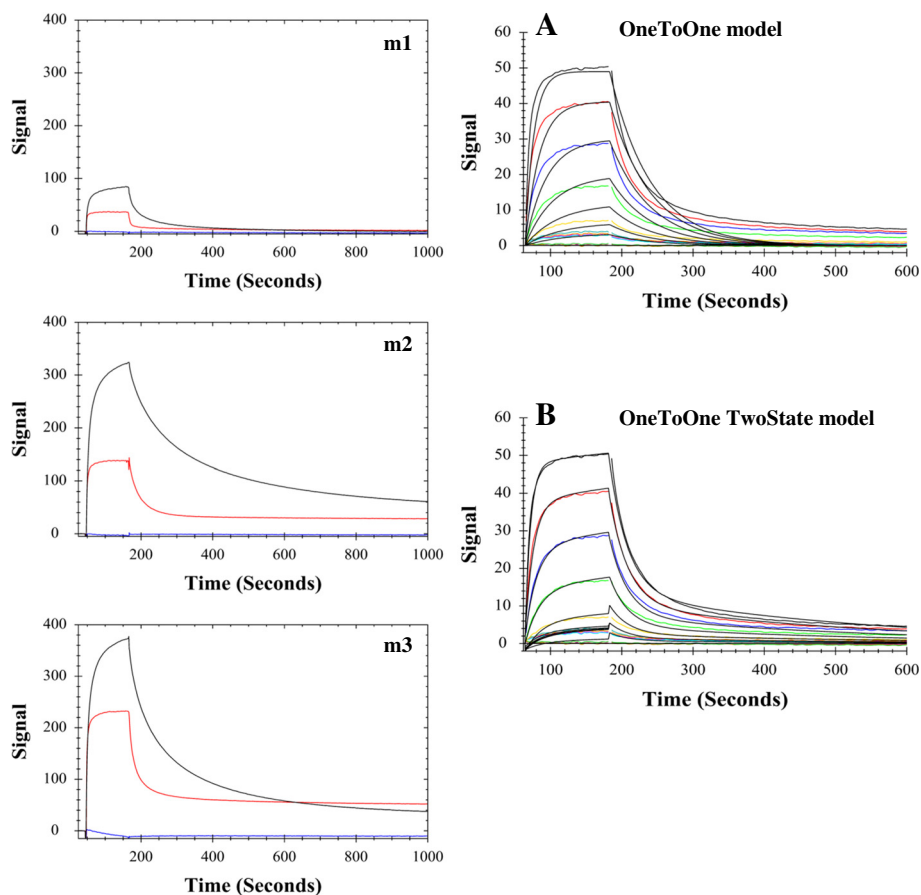 m1
400
300
200
100
0
Signal
200 400 600 800 1000
Time (Seconds)
m2
400
300
200
100
0
Signal
200 400 600 800 1000
Time (Seconds)
m3
400
300
200
100
0
Signal
200 400 600 800 1000
Time (Seconds)
A OneToOne model
60
50
40
30
20
10
0
Signal
100 200 300 400 500 600
Time (Seconds)
B OneToOne TwoState model
60
50
40
30
20
10
0
Signal
100 200 300 400 500 600
Time (Seconds)